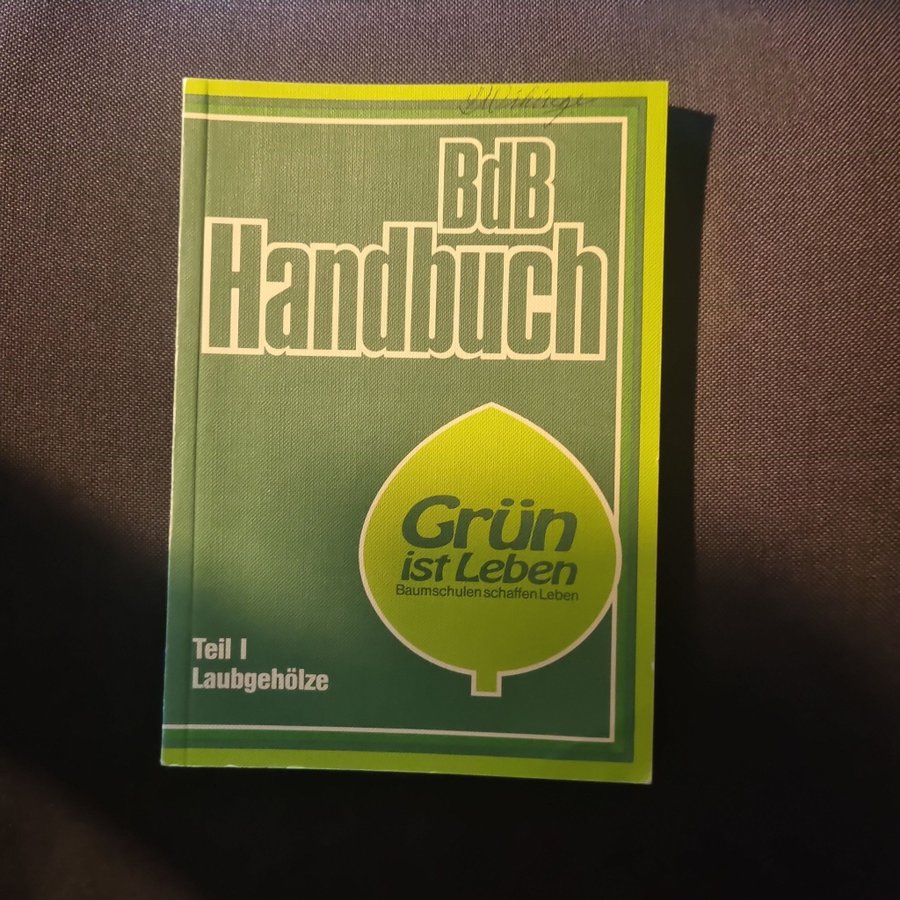 BdB
Handbuch
Grün
ist Leben
Baumschulen schaffen Leben
Teil I
Laubgehölze